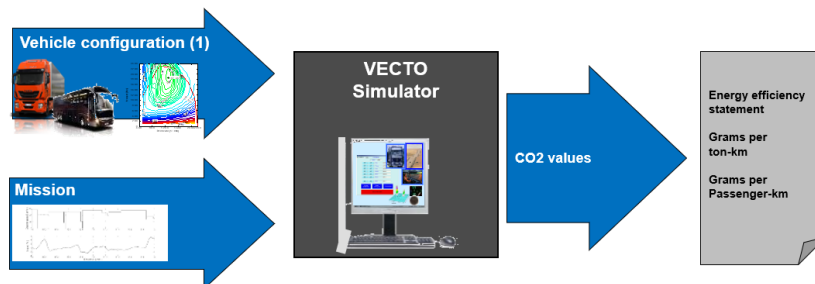 Vehicle configuration (1)
Mission
VECTO
Simulator
CO2 values
Energy efficiency
statement
Grams per
ton-km
Grams per
Passenger-km